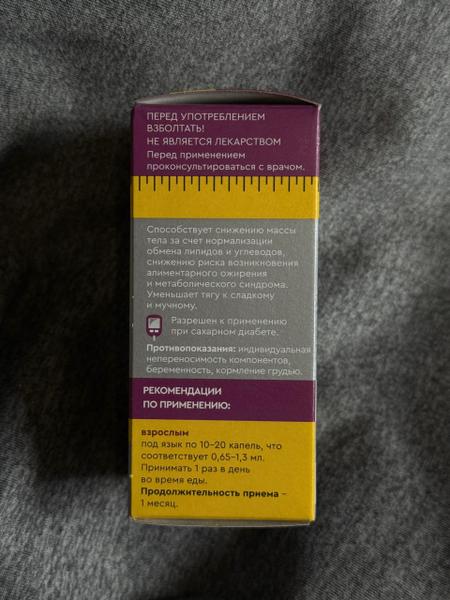 ПЕРЕД УПОТРЕБЛЕНИЕМ
ВЗБОЛТАТЬ!
НЕ ЯВЛЯЕТСЯ ЛЕКАРСТВОМ
Перед применением
проконсультироваться с врачом.
Способствует снижению массы
тела за счет нормализации
обмена липидов и углеводов,
снижению риска возникновения
алиментарного ожирения
и метаболического синдрома.
Уменьшает тягу к сладкому
и мучному.
Разрешен к применению
при сахарном диабете.
Противопоказания: индивидуальная
непереносимость компонентов,
беременность, кормление грудью.
РЕКОМЕНДАЦИИ
ПО ПРИМЕНЕНИЮ:
взрослым
под язык по 10-20 капель, что
соответствует 0,65-1,3 мл.
Принимать 1 раз в день
во время еды.
Продолжительность приема –
1 месяц.